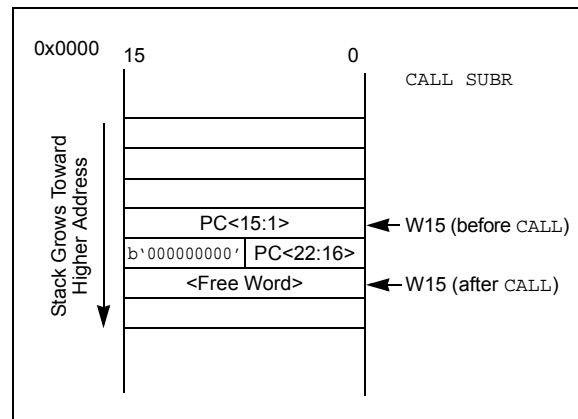 0x0000 15 0
CALL SUBR
Stack Grows Toward
Higher Address
PC<15:1> W15 (before CALL)
b‘000000000’ PC<22:16>
<Free Word> W15 (after CALL)